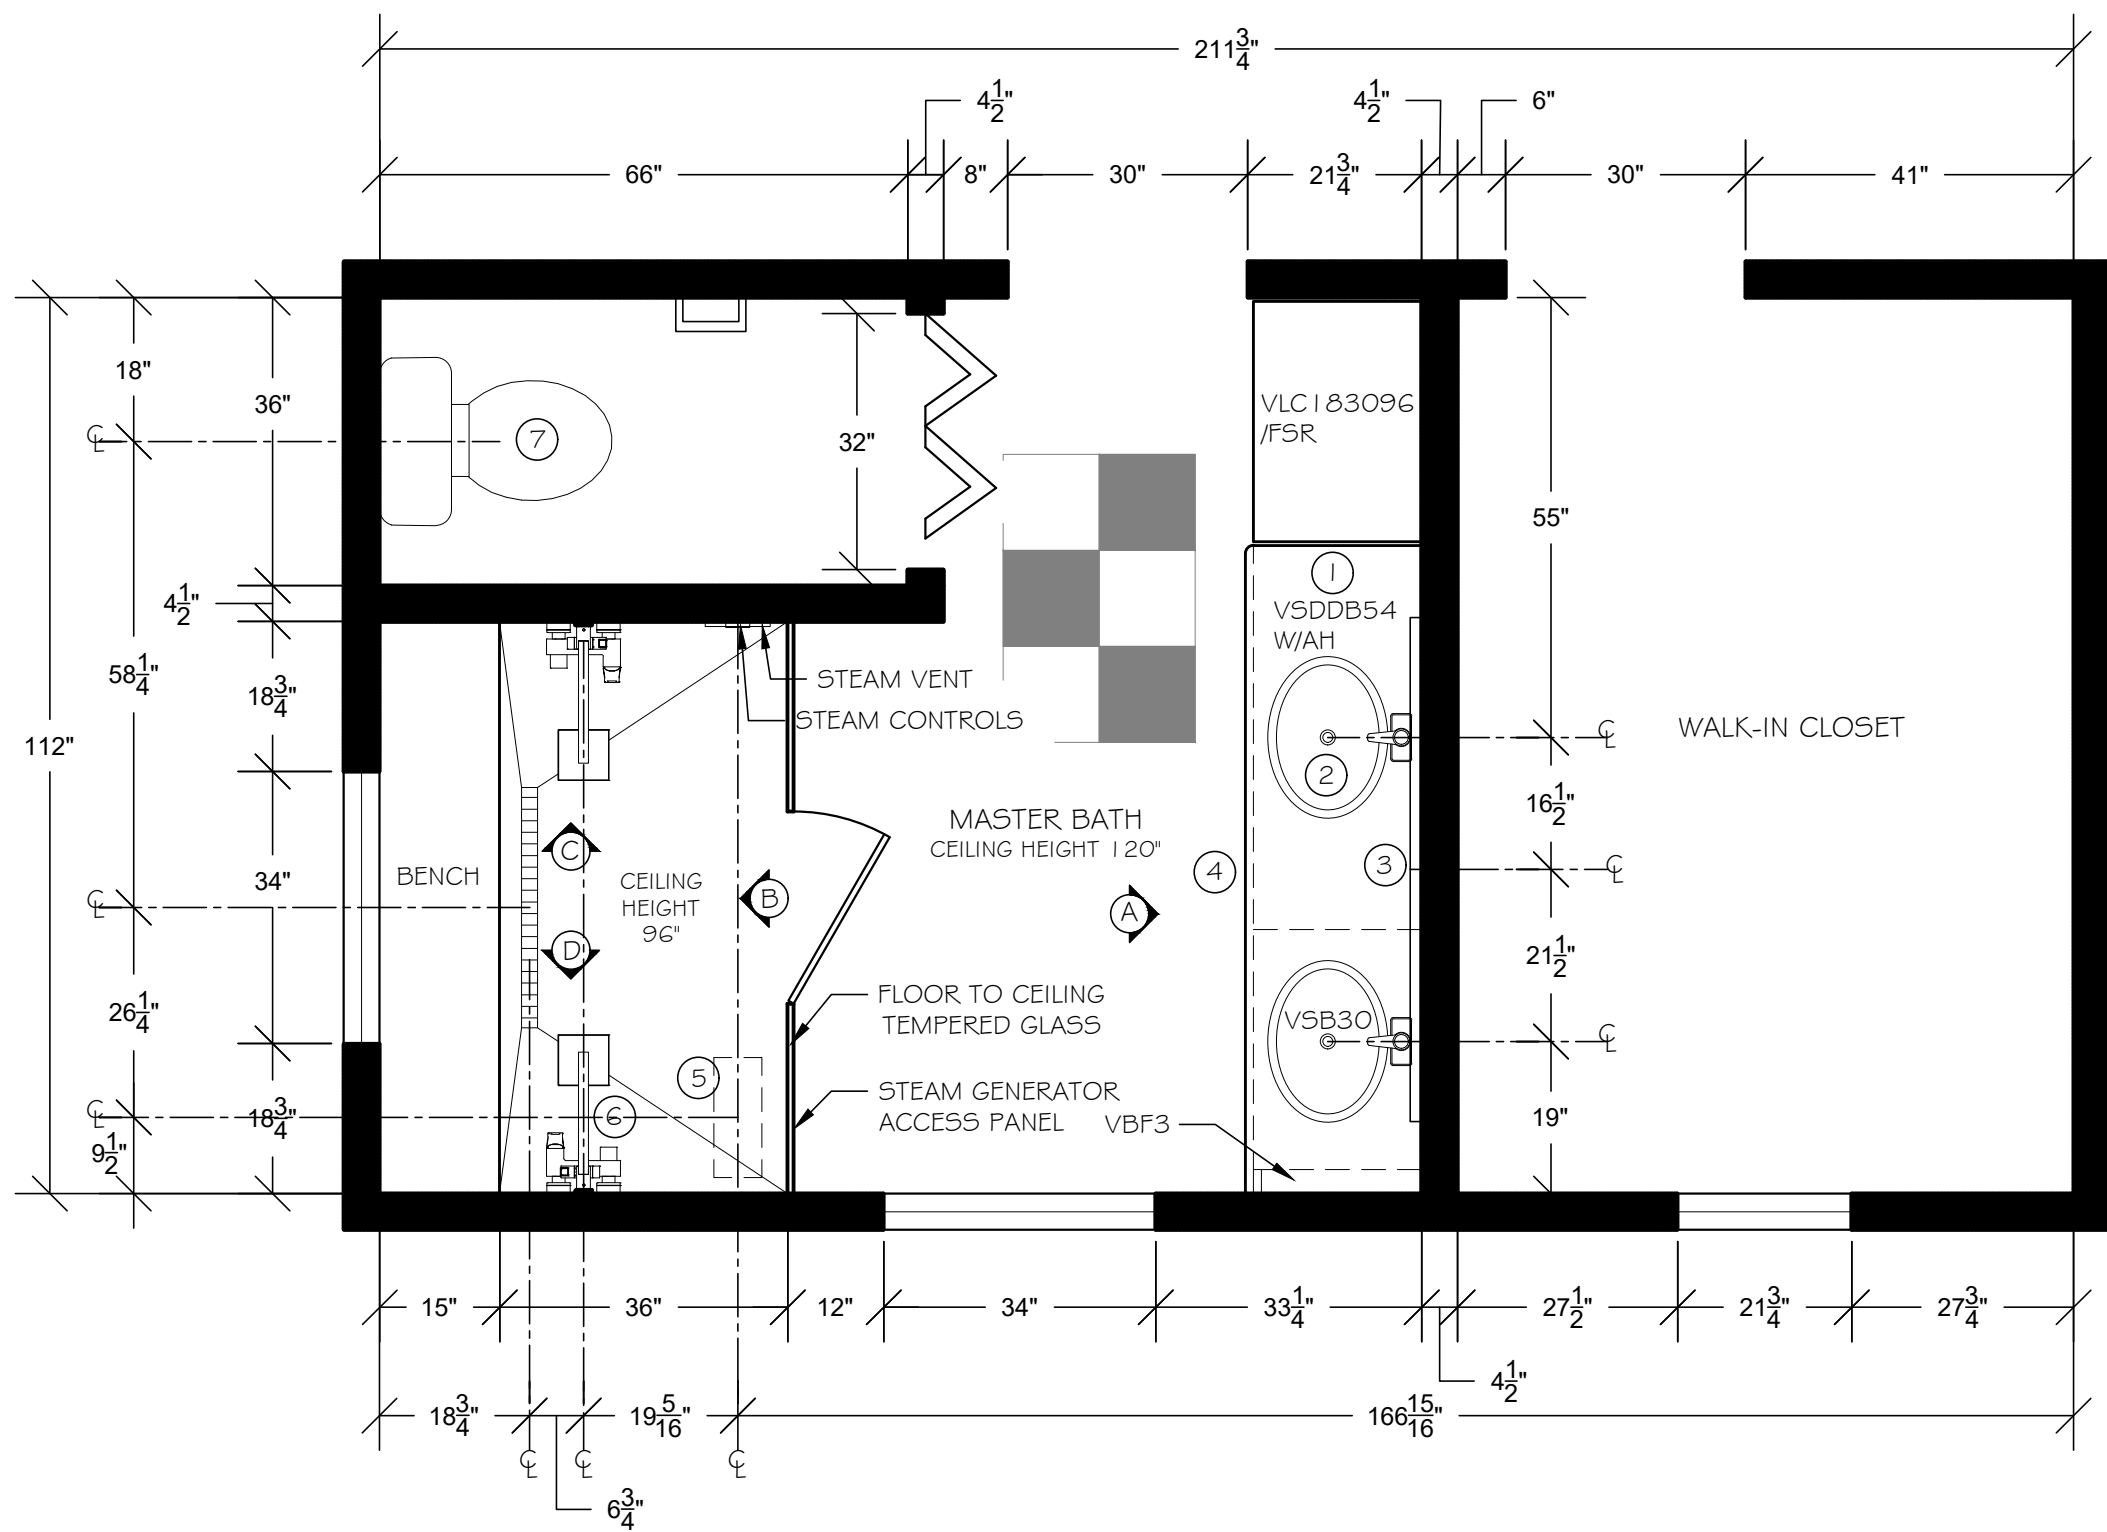 211 3/4"
4 1/2"
4 1/2"
6"
66"
8"
30"
21 3/4"
30"
41"
18"
36"
32"
7
VLC183096
/FSR
55"
4 1/2"
1
VSDDB54
W/AH
58 1/4"
18 3/4"
112"
STEAM VENT
STEAM CONTROLS
2
WALK-IN CLOSET
16 1/2"
MASTER BATH
CEILING HEIGHT 120"
C
4
3
34"
BENCH
CEILING
HEIGHT
96"
B
A
D
21 1/2"
26 1/4"
FLOOR TO CEILING
TEMPERED GLASS
VSB30
5
STEAM GENERATOR
ACCESS PANEL
VBF3
6
18 3/4"
19"
9 1/2"
15"
36"
12"
34"
33 1/4"
27 1/2"
21 3/4"
27 3/4"
4 1/2"
18 3/4"
19 5/16"
166 15/16"
6 3/4"
℄
℄
℄
℄
℄
℄
℄
℄
℄